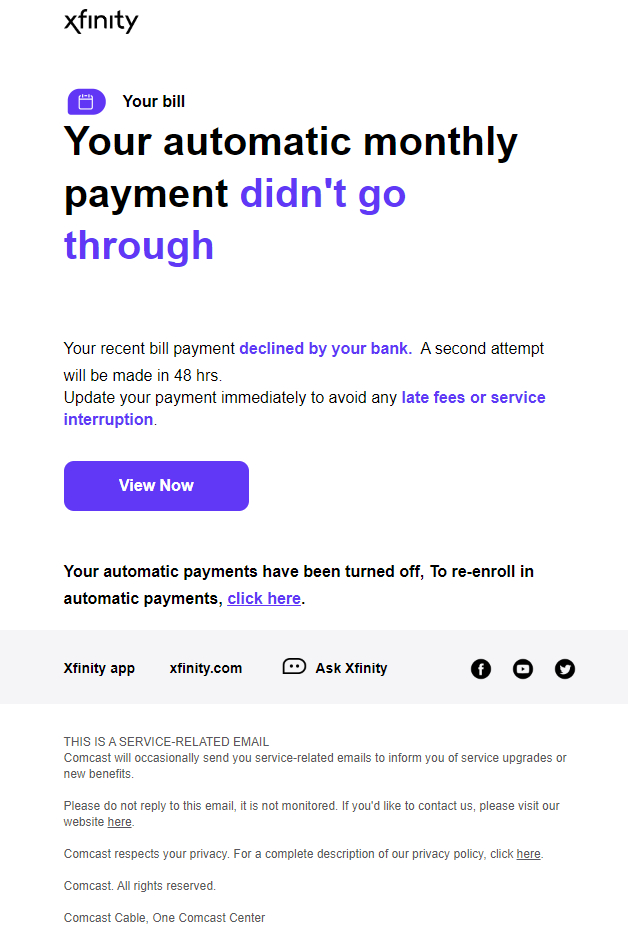 xfinity
Your bill
Your automatic monthly
payment didn't go
through
Your recent bill payment declined by your bank.  A second attempt
will be made in 48 hrs.
Update your payment immediately to avoid any late fees or service
interruption.
View Now
Your automatic payments have been turned off, To re-enroll in
automatic payments, click here.
Xfinity app xfinity.com Ask Xfinity
THIS IS A SERVICE-RELATED EMAIL
Comcast will occasionally send you service-related emails to inform you of service upgrades or
new benefits.
Please do not reply to this email, it is not monitored. If you'd like to contact us, please visit our
website here.
Comcast respects your privacy. For a complete description of our privacy policy, click here.
Comcast. All rights reserved.
Comcast Cable, One Comcast Center